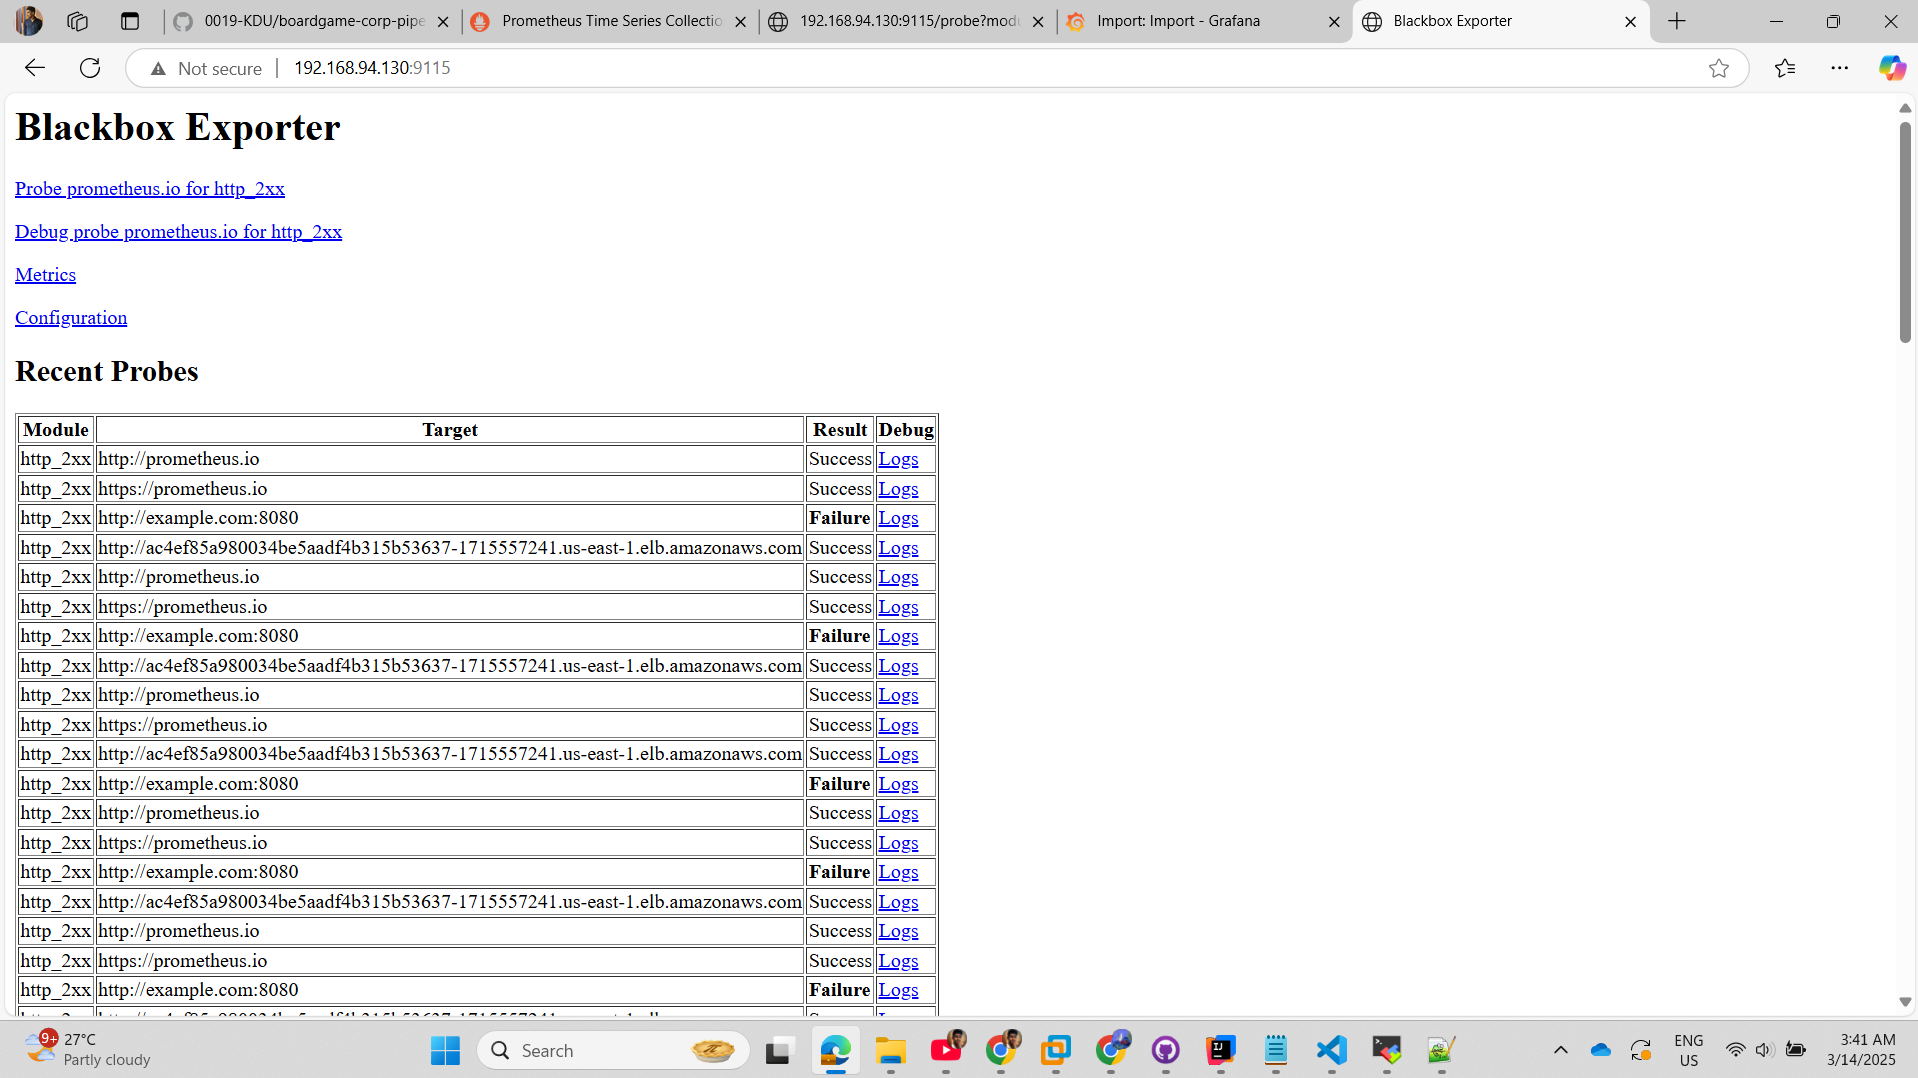 0019-KDU/boardgame-corp-pipe
Prometheus Time Series Collectio
192.168.94.130:9115/probe?modu
Import: Import - Grafana
Blackbox Exporter
Not secure
192.168.94.130:9115
Blackbox Exporter
Probe prometheus.io for http_2xx
Debug probe prometheus.io for http_2xx
Metrics
Configuration
Recent Probes
Module Target Result Debug
http_2xx http://prometheus.io Success Logs
http_2xx https://prometheus.io Success Logs
http_2xx http://example.com:8080 Failure Logs
http_2xx http://ac4ef85a980034be5aadf4b315b53637-1715557241.us-east-1.elb.amazonaws.com Success Logs
http_2xx http://prometheus.io Success Logs
http_2xx https://prometheus.io Success Logs
http_2xx http://example.com:8080 Failure Logs
http_2xx http://ac4ef85a980034be5aadf4b315b53637-1715557241.us-east-1.elb.amazonaws.com Success Logs
http_2xx http://prometheus.io Success Logs
http_2xx https://prometheus.io Success Logs
http_2xx http://ac4ef85a980034be5aadf4b315b53637-1715557241.us-east-1.elb.amazonaws.com Success Logs
http_2xx http://example.com:8080 Failure Logs
http_2xx http://prometheus.io Success Logs
http_2xx https://prometheus.io Success Logs
http_2xx http://example.com:8080 Failure Logs
http_2xx http://ac4ef85a980034be5aadf4b315b53637-1715557241.us-east-1.elb.amazonaws.com Success Logs
http_2xx http://prometheus.io Success Logs
http_2xx https://prometheus.io Success Logs
http_2xx http://example.com:8080 Failure Logs
9+
27°C
Partly cloudy
Search
ENG
US
3:41 AM
3/14/2025